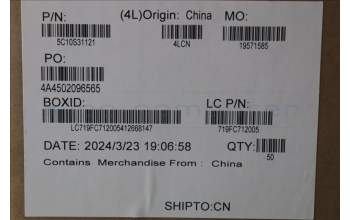 P/N: (4L)Origin: China MO:
5C10S31121 4LCN 19571585
PO:
4A4502096565
BOXID: LC P/N:
LC719FC712005412668147 719FC712005
DATE: 2024/3/23 19:06:58 QTY:
50
Contains Merchandise From : China
SHIPTO:CN